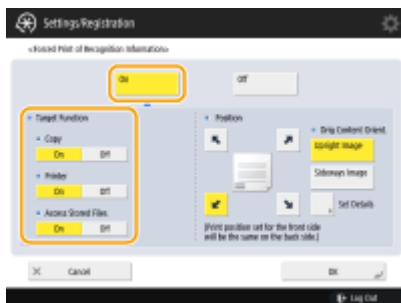 Settings/Registration
<Forced Print of Recognition Information>
On
Off
Target Function
Copy
On
Off
Printer
On
Off
Access Stored Files
On
Off
Position
Orig Content Orient.
Upright Image
Sideways Image
Set Details
[Print position set for the front side
will be the same on the back side.]
Cancel
OK
Log Out